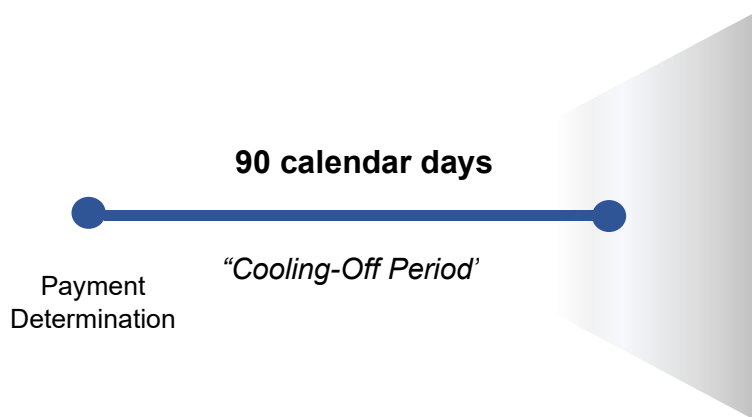 90 calendar days
“Cooling-Off Period’
Payment
Determination